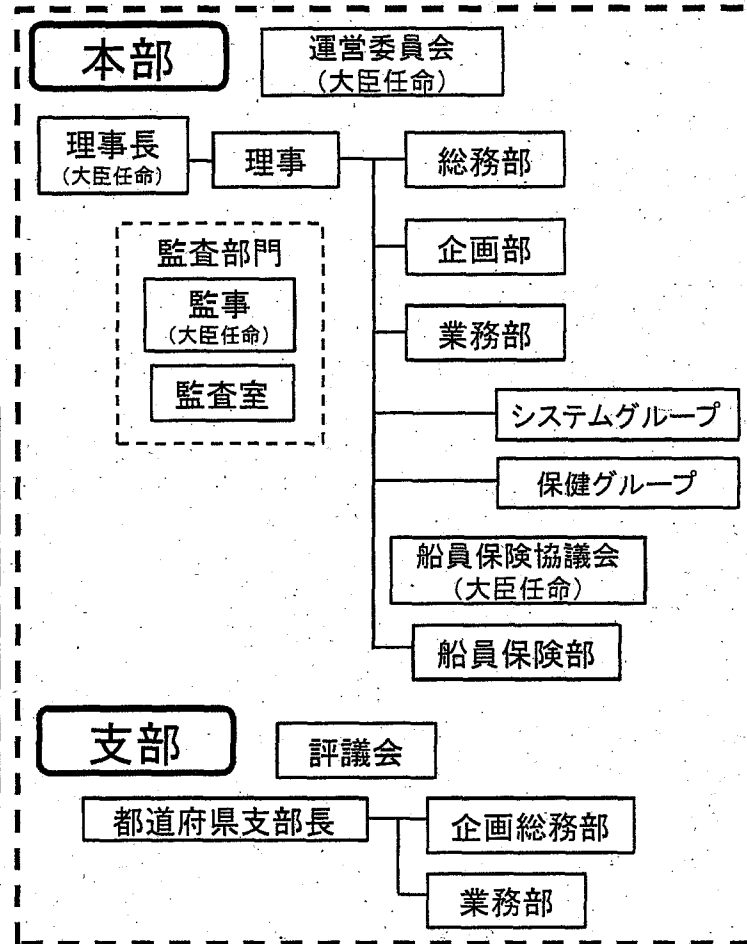 本部
運営委員会
(大臣任命)
理事長
(大臣任命)
理事
総務部
監査部門
監事
(大臣任命)
監査室
企画部
業務部
システムグループ
保健グループ
船員保険協議会
(大臣任命)
船員保険部
支部
評議会
都道府県支部長
企画総務部
業務部